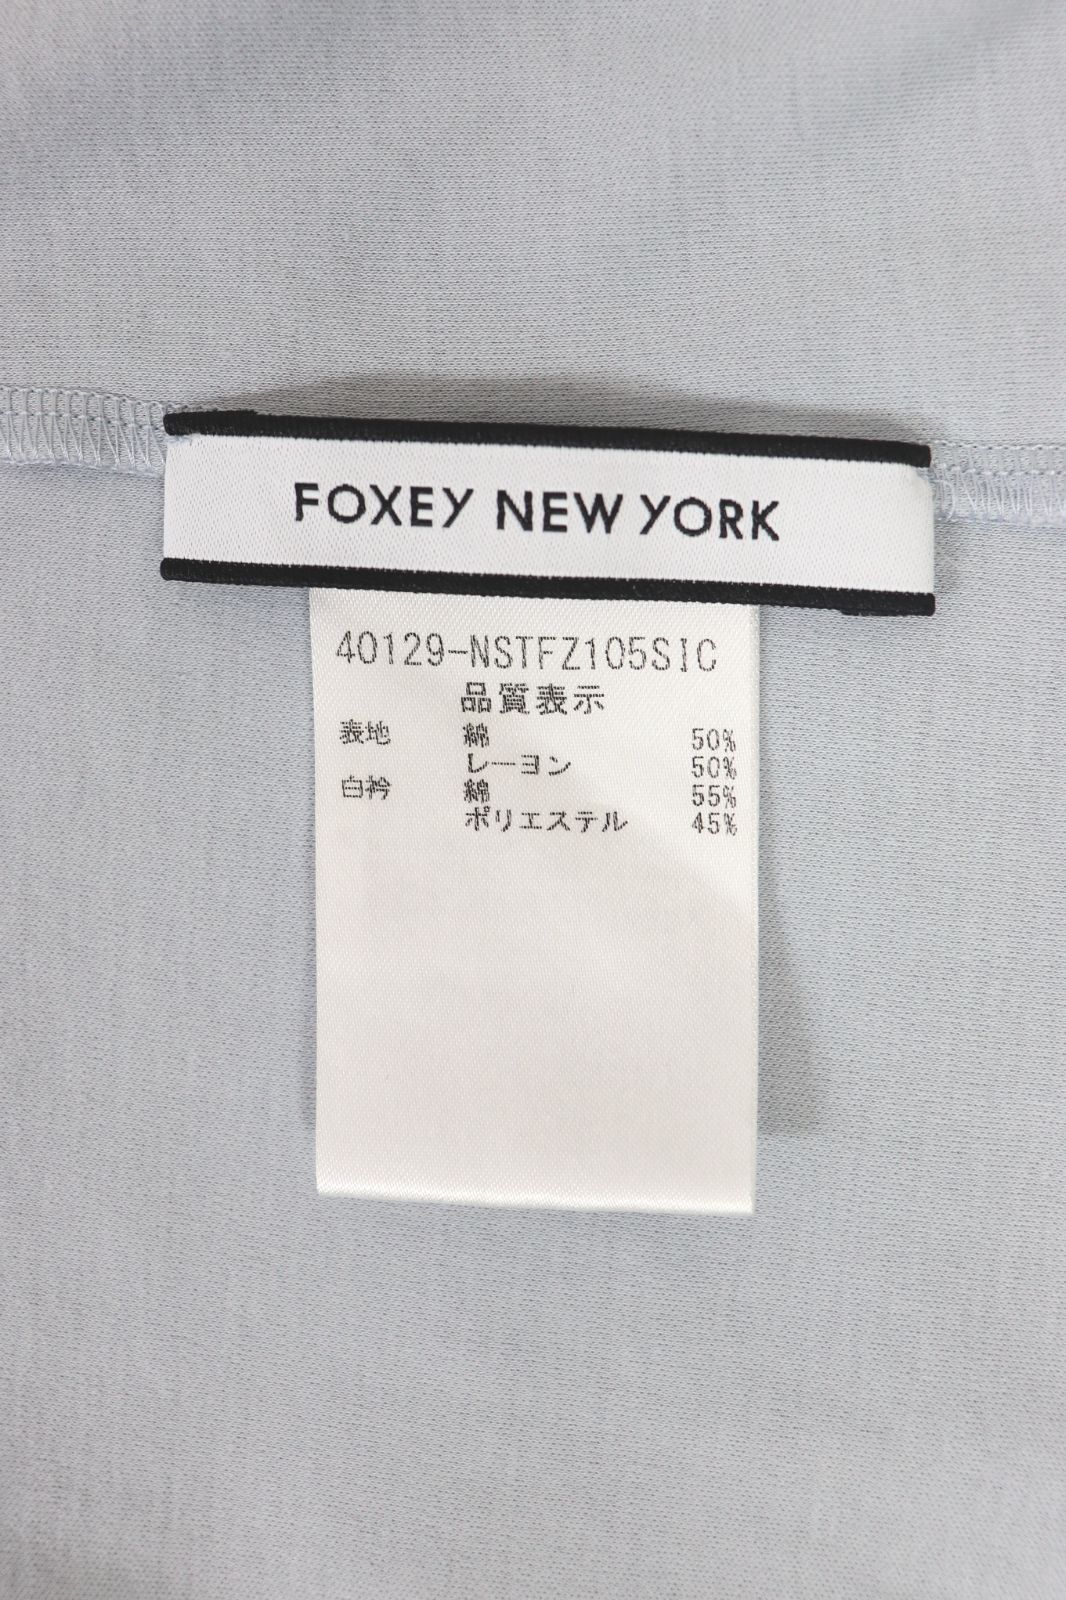 FOXEY NEW YORK
40129-NSTFZ105SIC
品質表示
表地 綿 50%
レーヨン 50%
白衿 綿 55%
ポリエステル 45%